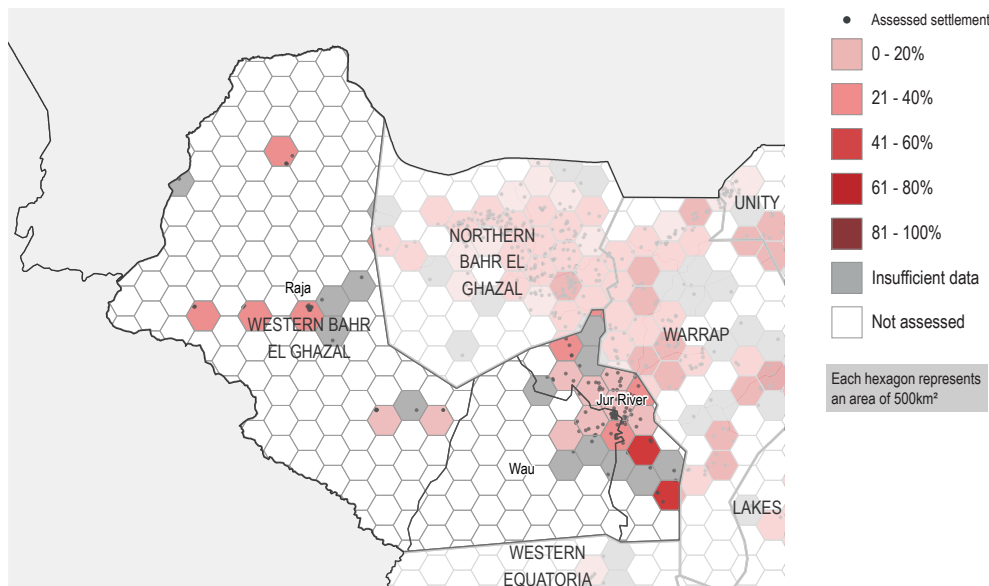 Assessed settlement
0 - 20%
21 - 40%
41 - 60%
61 - 80%
81 - 100%
Insufficient data
Not assessed
Each hexagon represents
an area of 500km²
UNITY
NORTHERN
BAHR EL
GHAZAL
Raja
WESTERN BAHR
EL GHAZAL
WARRAP
Jur River
Wau
LAKES
WESTERN
EQUATORIA